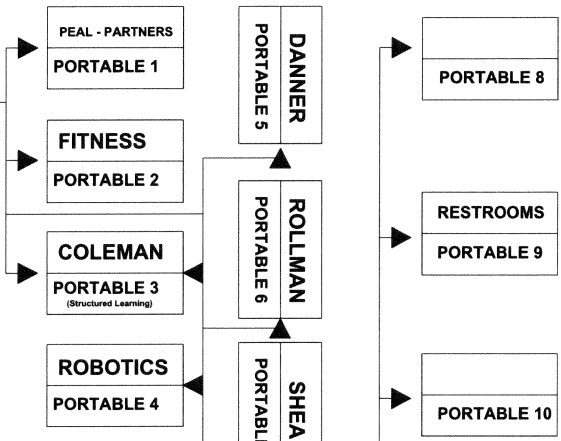 PEAL - PARTNERS
PORTABLE 1
FITNESS
PORTABLE 2
COLEMAN
PORTABLE 3
(Structured Learning)
ROBOTICS
PORTABLE 4
DANNER
PORTABLE 5
ROLLMAN
PORTABLE 6
SHEA
PORTABL
PORTABLE 8
RESTROOMS
PORTABLE 9
PORTABLE 10